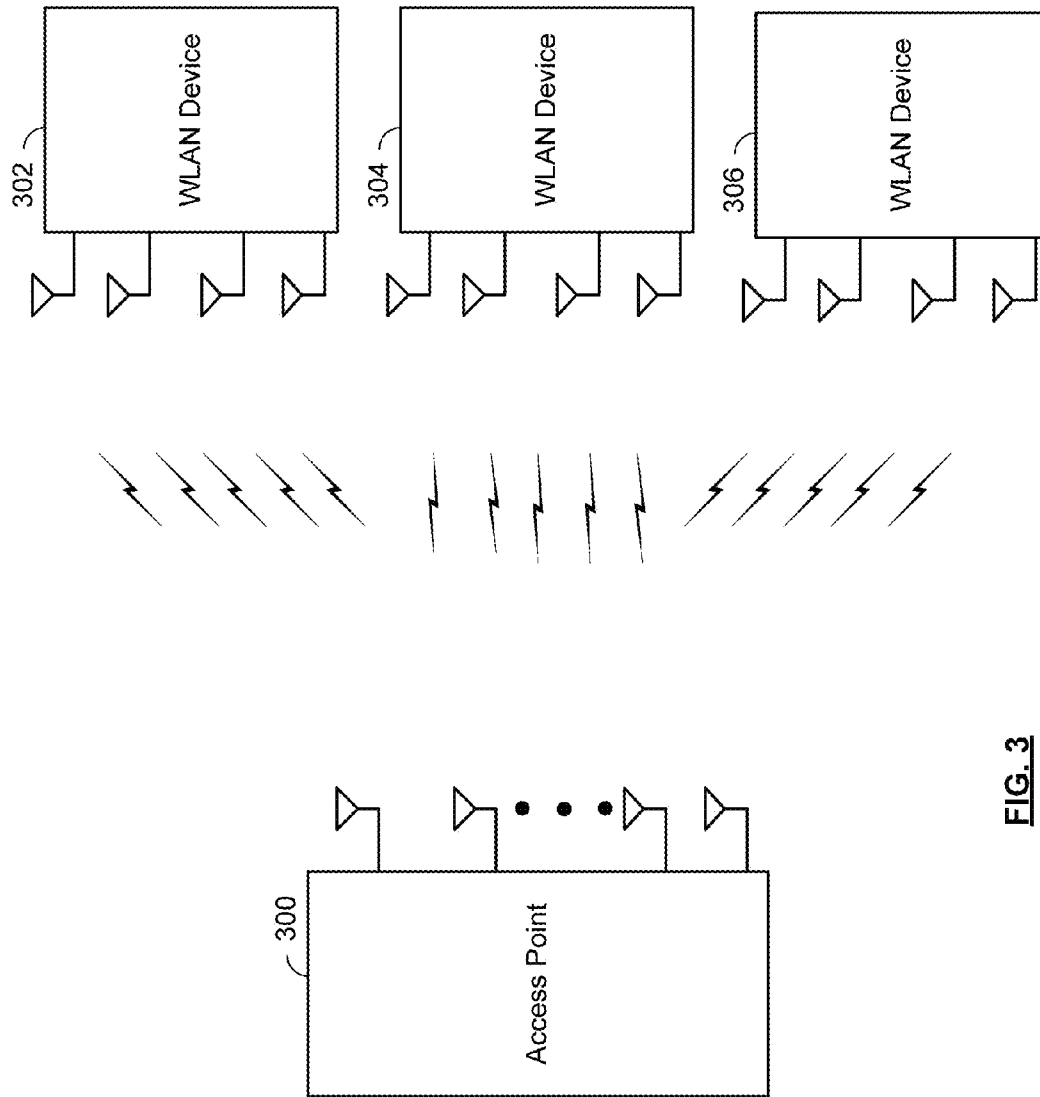 300
Access Point
302
WLAN Device
304
WLAN Device
306
WLAN Device
FIG. 3